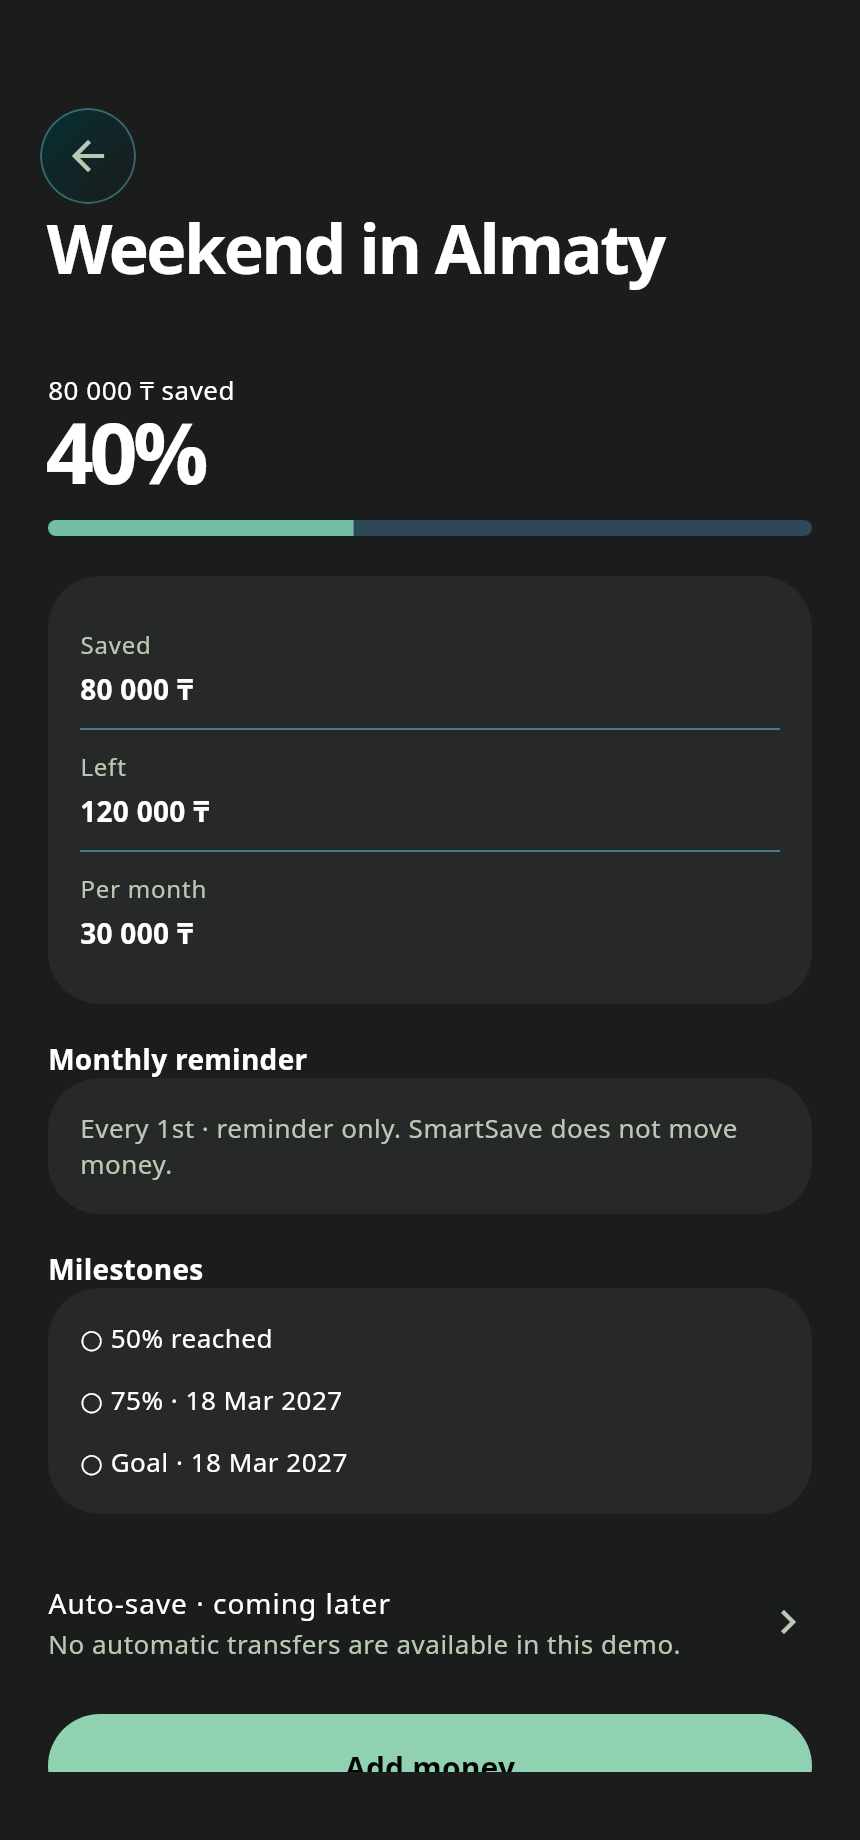 Weekend in Almaty
80 000 ₸ saved
40%
Saved
80 000 ₸
Left
120 000 ₸
Per month
30 000 ₸
Monthly reminder
Every 1st · reminder only. SmartSave does not move
money.
Milestones
○ 50% reached
○ 75% · 18 Mar 2027
○ Goal · 18 Mar 2027
Auto-save · coming later
No automatic transfers are available in this demo.
Add money